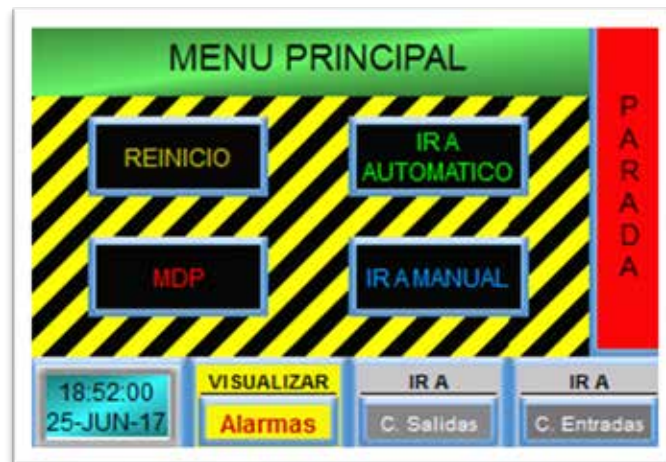 MENU PRINCIPAL
PARADA
REINICIO
IR A
AUTOMATICO
MDP
IR A MANUAL
18:52:00
25-JUN-17
VISUALIZAR
Alarmas
IR A
C. Salidas
IR A
C. Entradas